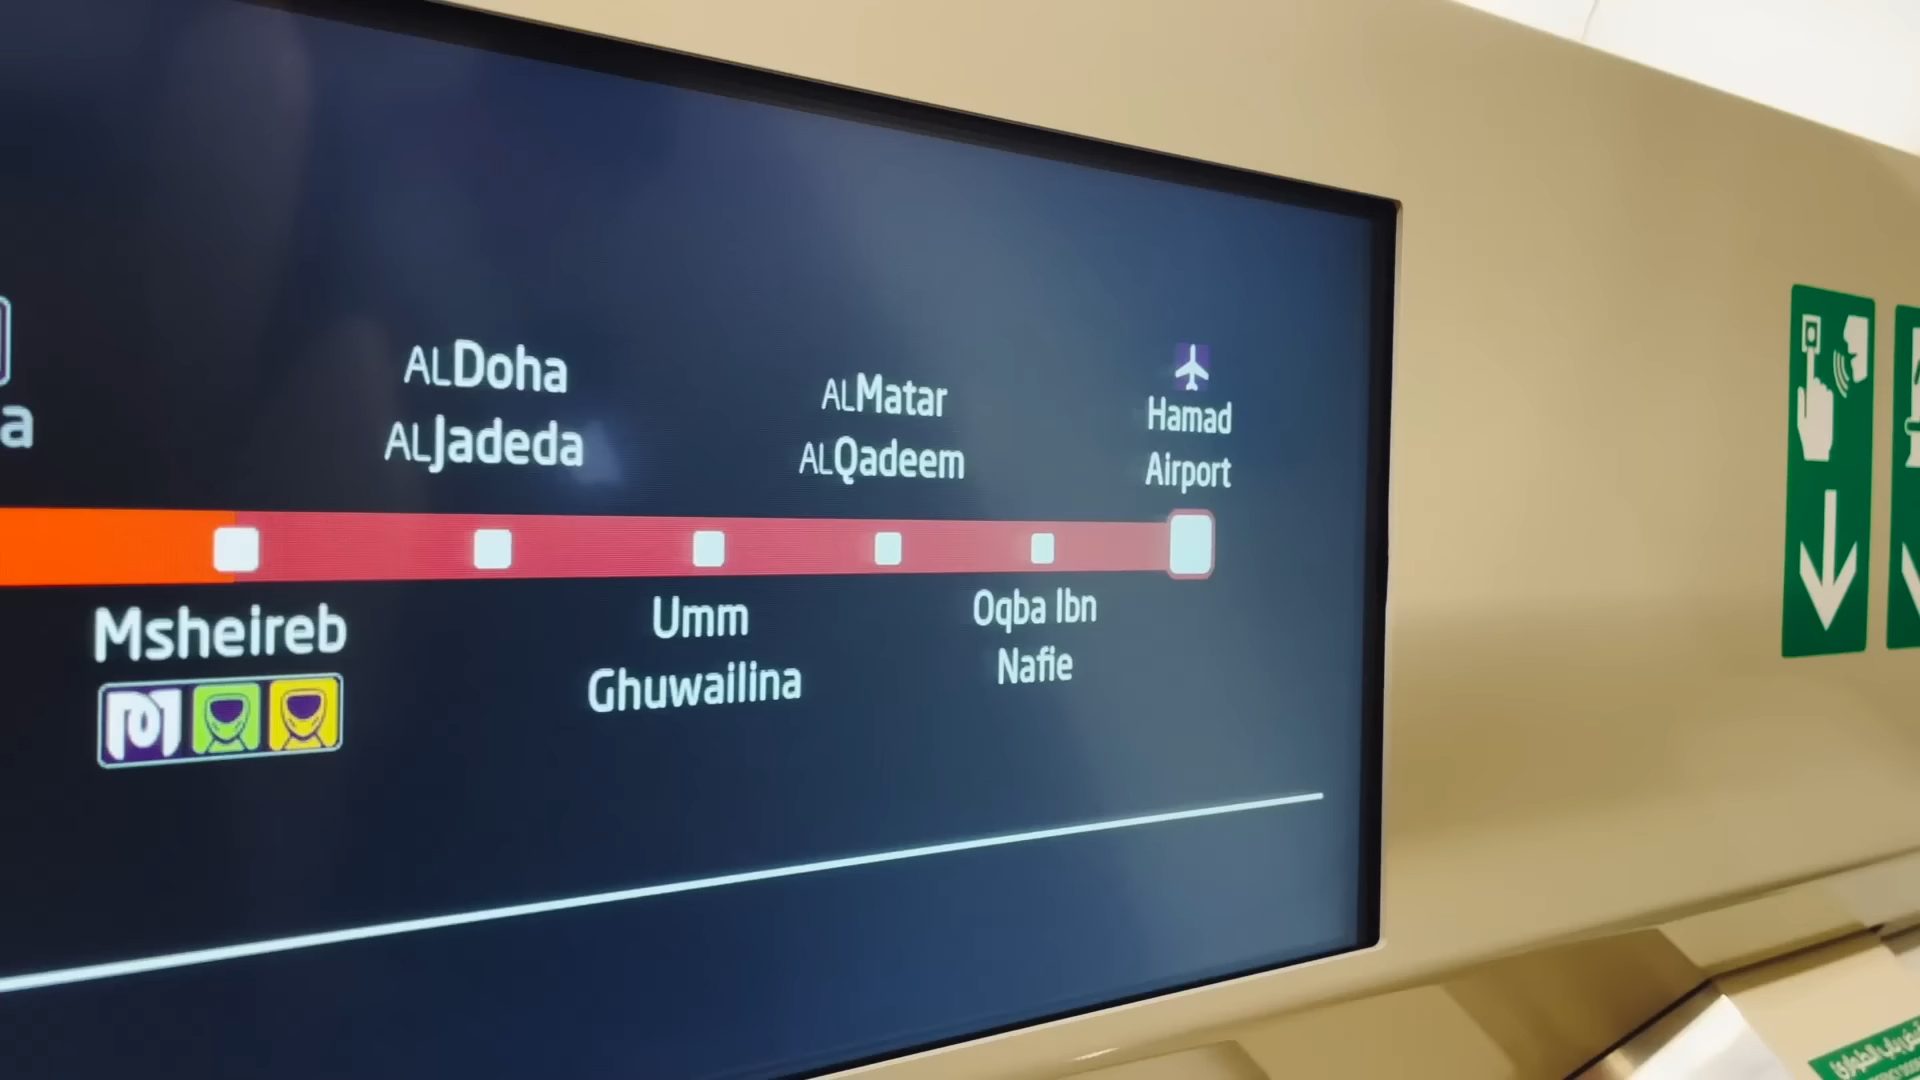 ALDoha
ALJadeda
ALMatar
ALQadeem
Hamad
Airport
Msheireb
Umm
Ghuwailina
Oqba Ibn
Nafie